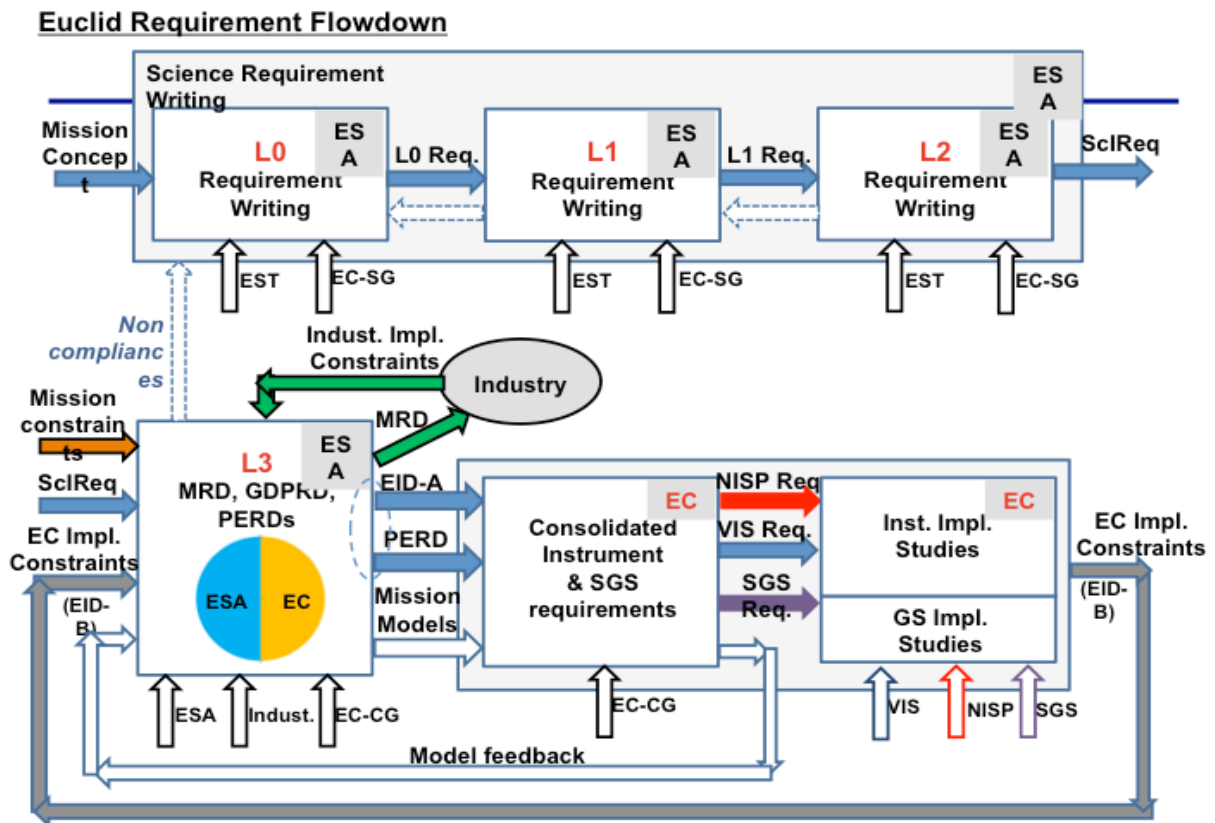 Euclid Requirement Flowdown
Science Requirement
Writing
ES
A
Mission
Concep
t
ES
A
L0
Requirement
Writing
L0 Req.
ES
A
L1
Requirement
Writing
L1 Req.
ES
A
L2
Requirement
Writing
SciReq
EST
EC-SG
EST
EC-SG
EST
EC-SG
Non
complianc
es
Indust. Impl.
Constraints
Industry
MRD
Mission
constrain
ts
SciReq
EC Impl.
Constraints
(EID-
B)
ES
A
L3
MRD, GDPRD,
PERDs
ESA
EC
EID-A
PERD
Mission
Models
EC
Consolidated
Instrument
& SGS
requirements
NISP Req
VIS Req.
SGS
Req.
EC
Inst. Impl.
Studies
GS Impl.
Studies
EC Impl.
Constraints
(EID-
B)
ESA
Indust.
EC-CG
EC-CG
VIS
NISP
SGS
Model feedback